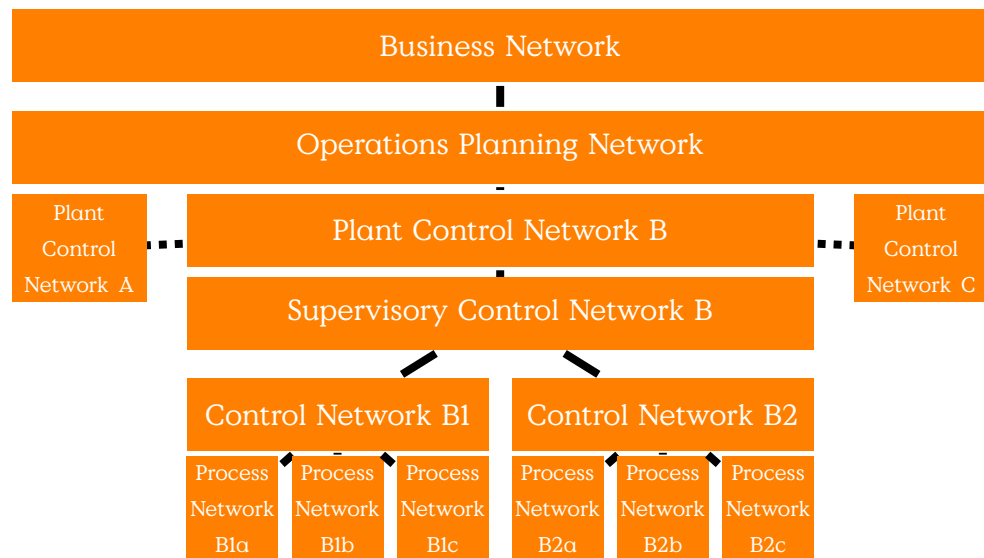 Business Network
Operations Planning Network
Plant
Control
Network A
Plant Control Network B
Plant
Control
Network C
Supervisory Control Network B
Control Network B1
Control Network B2
Process
Network
B1a
Process
Network
B1b
Process
Network
B1c
Process
Network
B2a
Process
Network
B2b
Process
Network
B2c